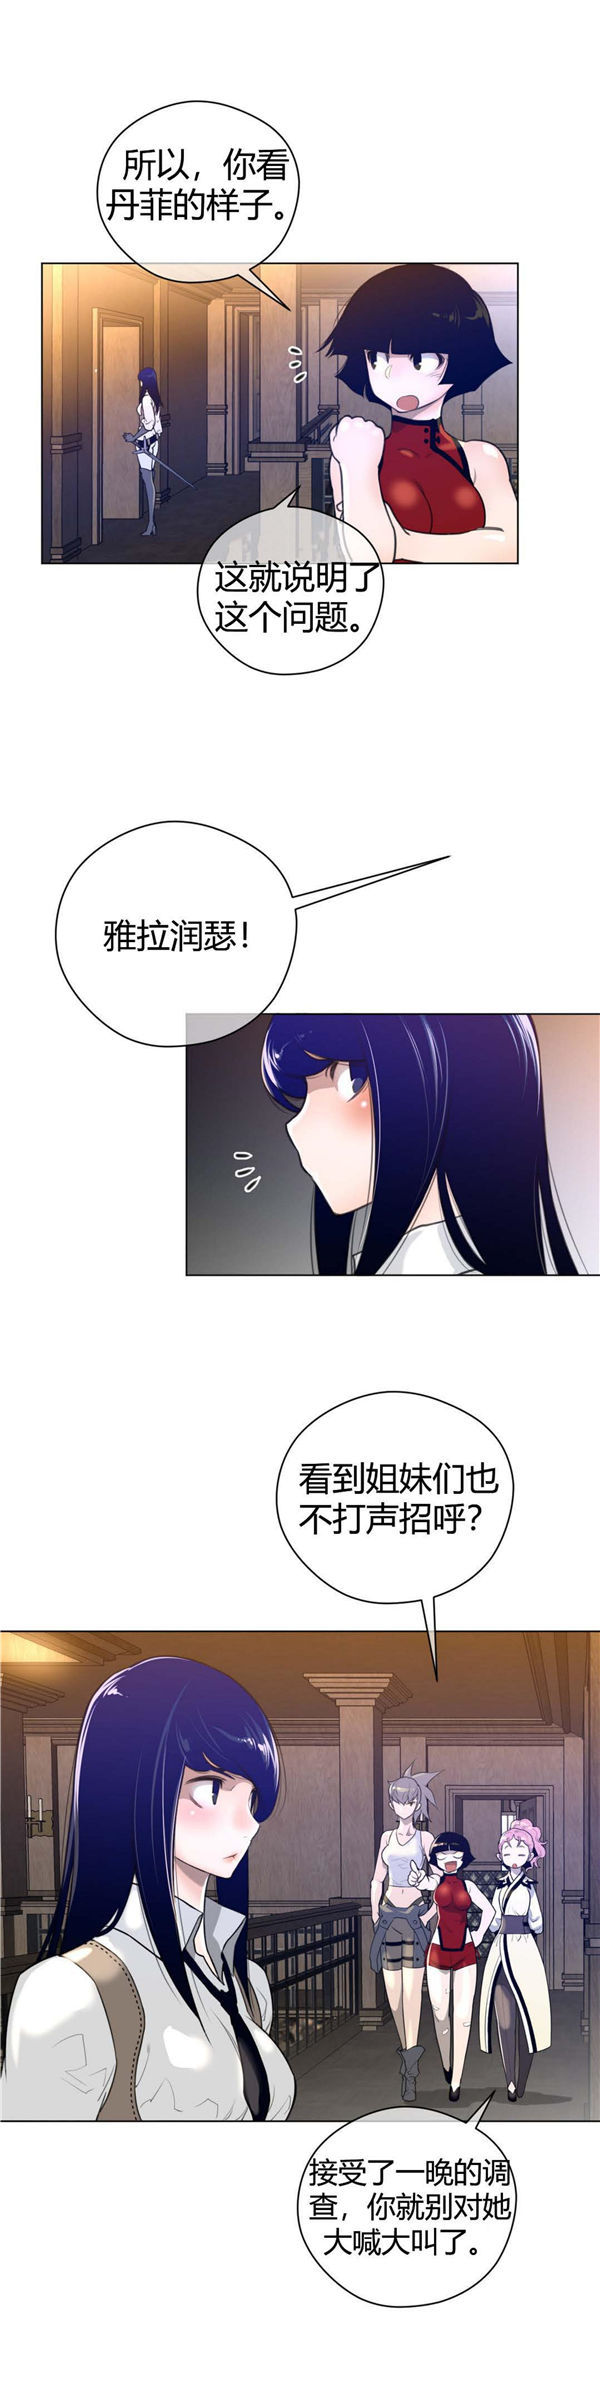 所以，你看
丹菲的样子。
这就说明了
这个问题。
雅拉润瑟！
看到姐妹们也
不打声招呼？
接受了一晚的调
查，你就别对她
大喊大叫了。